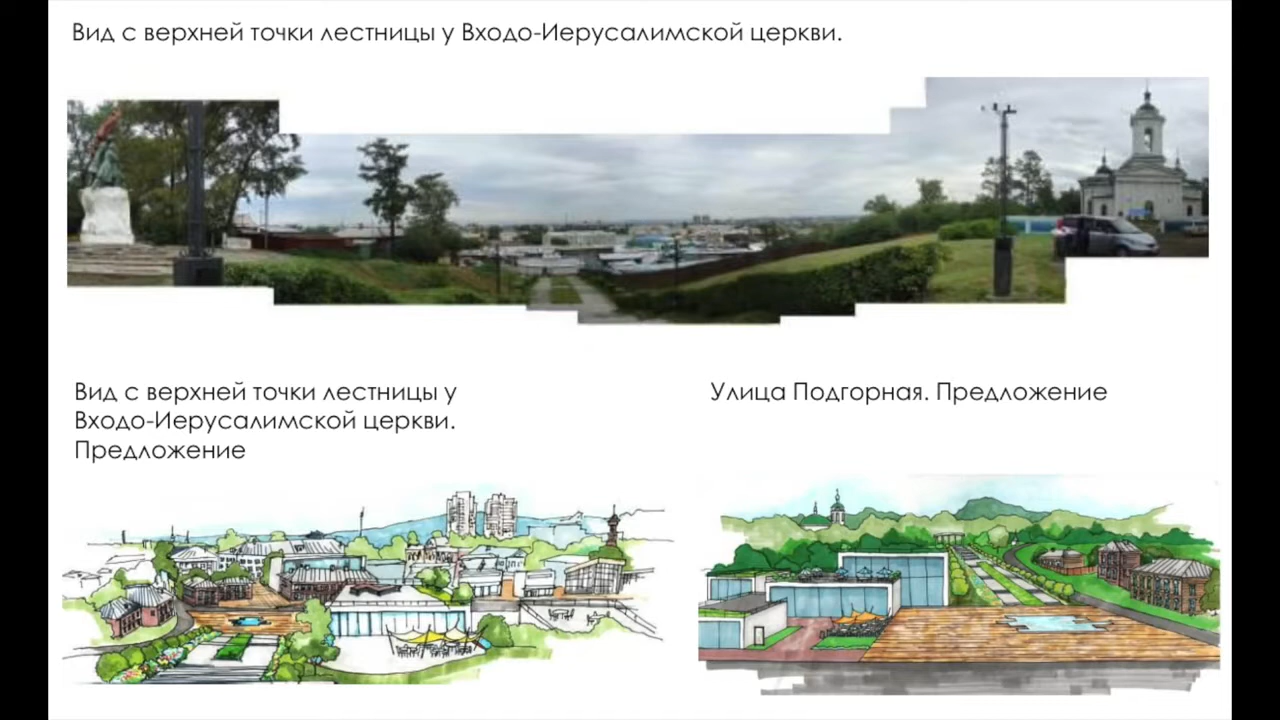 Вид с верхней точки лестницы у Входо-Иерусалимской церкви.
Вид с верхней точки лестницы у
Входо-Иерусалимской церкви.
Предложение
Улица Подгорная. Предложение